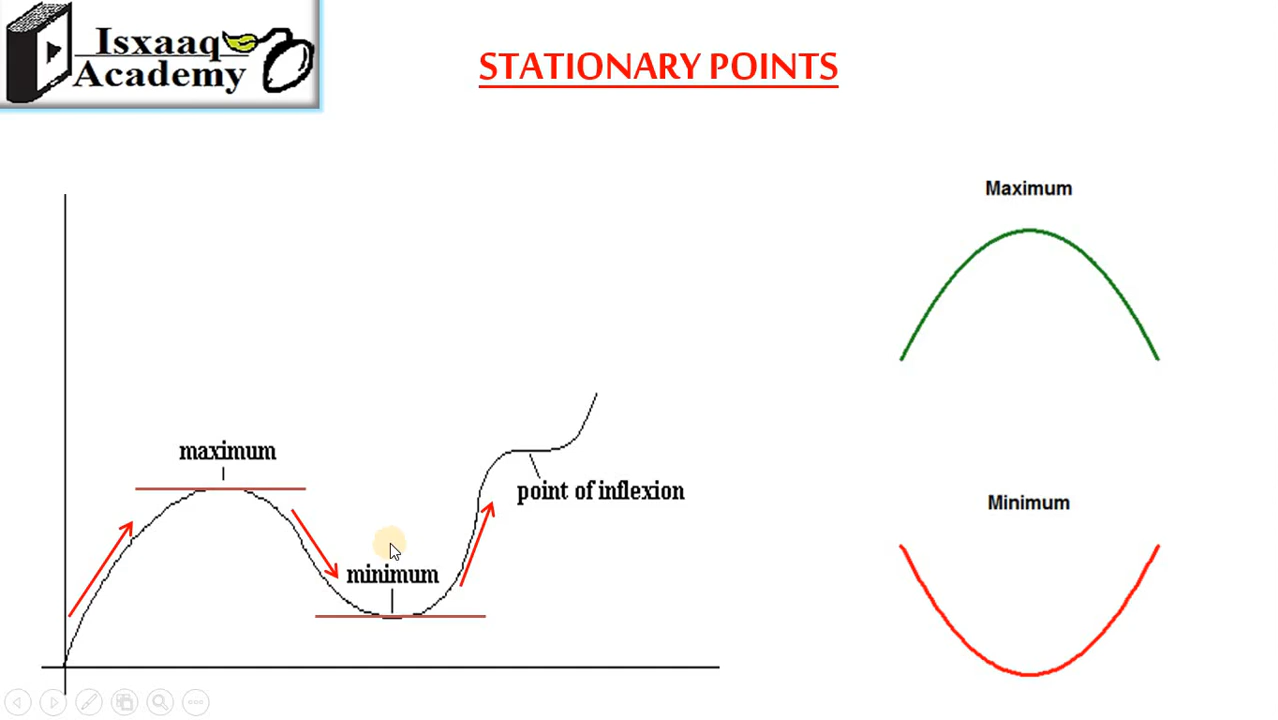 Isxaaq
Academy
STATIONARY POINTS
Maximum
maximum
point of inflexion
minimum
Minimum